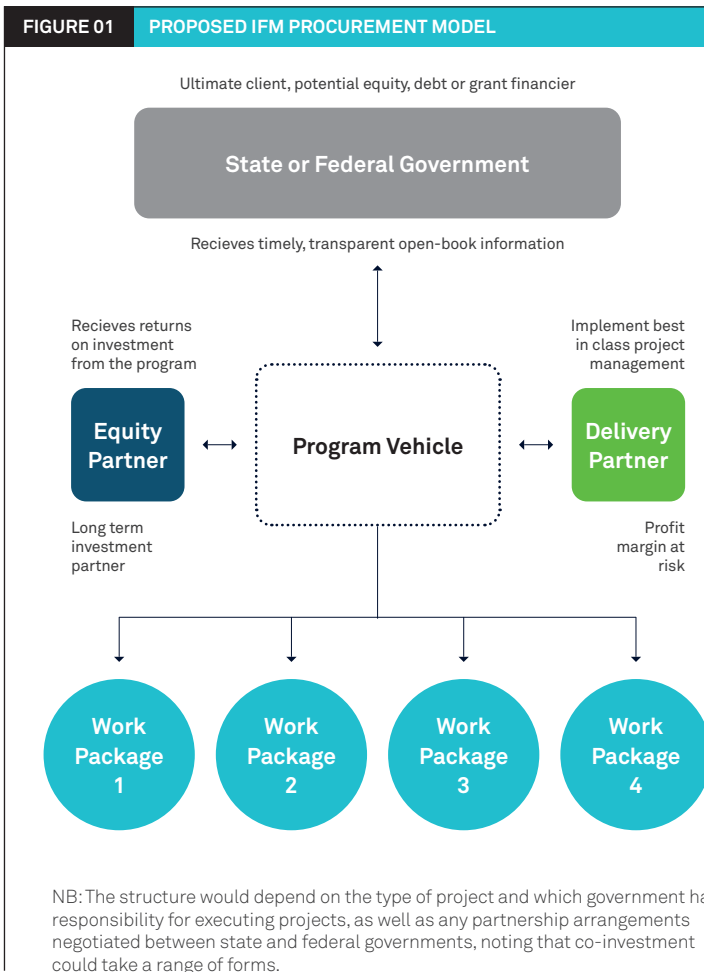 FIGURE 01 PROPOSED IFM PROCUREMENT MODEL
Ultimate client, potential equity, debt or grant financier
State or Federal Government
Recieves timely, transparent open-book information
Recieves returns
on investment
from the program
Implement best
in class project
management
Equity
Partner
Program Vehicle
Delivery
Partner
Long term
investment
partner
Profit
margin at
risk
Work
Package
1
Work
Package
2
Work
Package
3
Work
Package
4
NB: The structure would depend on the type of project and which government
responsibility for executing projects, as well as any partnership arrangements
negotiated between state and federal governments, noting that co-investment
could take a range of forms.